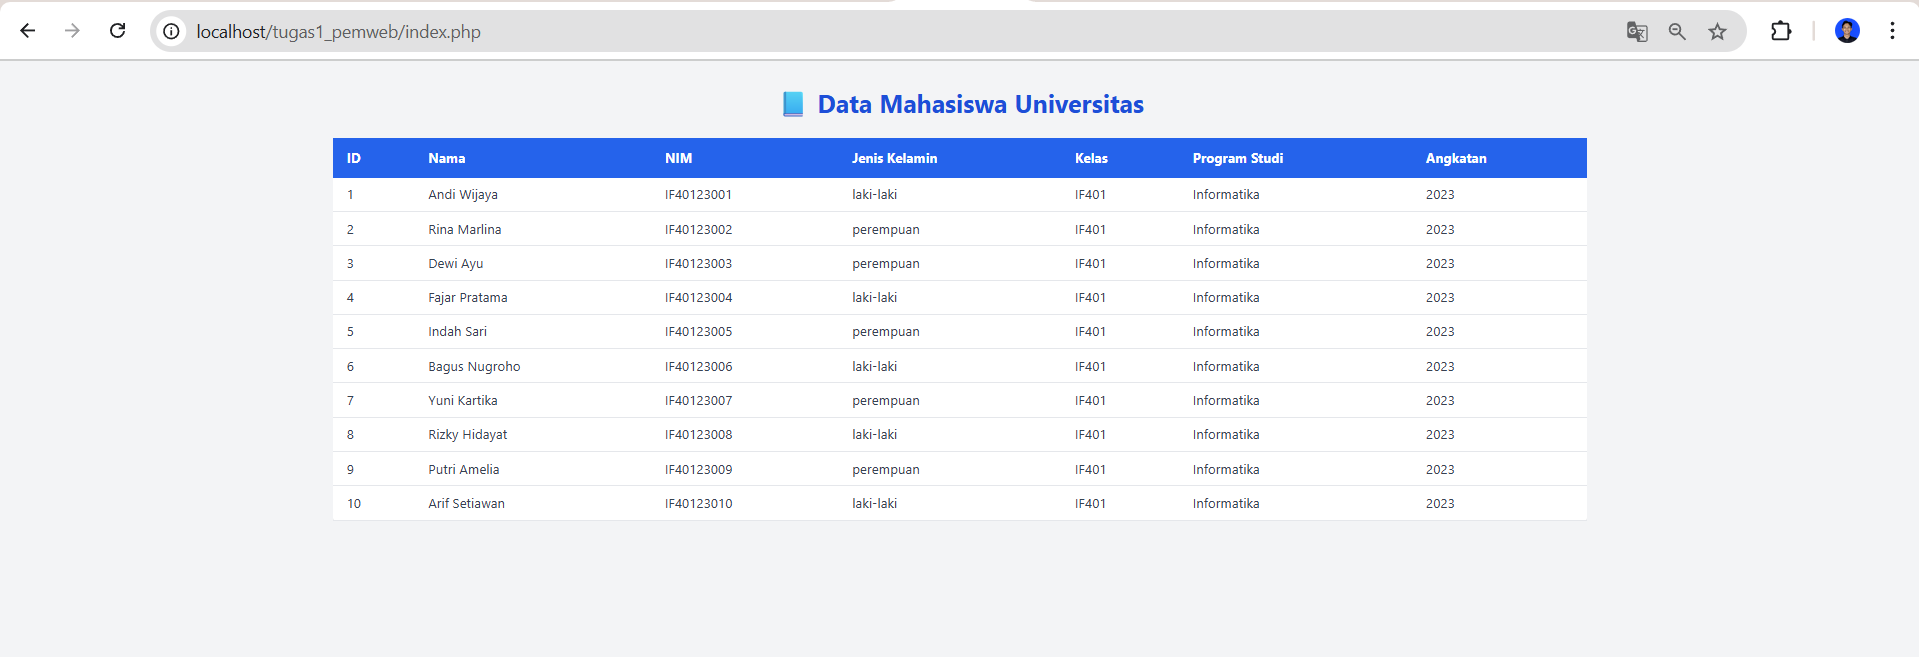 localhost/tugas1_pemweb/index.php
Data Mahasiswa Universitas
ID Nama NIM Jenis Kelamin Kelas Program Studi Angkatan
1 Andi Wijaya IF40123001 laki-laki IF401 Informatika 2023
2 Rina Marlina IF40123002 perempuan IF401 Informatika 2023
3 Dewi Ayu IF40123003 perempuan IF401 Informatika 2023
4 Fajar Pratama IF40123004 laki-laki IF401 Informatika 2023
5 Indah Sari IF40123005 perempuan IF401 Informatika 2023
6 Bagus Nugroho IF40123006 laki-laki IF401 Informatika 2023
7 Yuni Kartika IF40123007 perempuan IF401 Informatika 2023
8 Rizky Hidayat IF40123008 laki-laki IF401 Informatika 2023
9 Putri Amelia IF40123009 perempuan IF401 Informatika 2023
10 Arif Setiawan IF40123010 laki-laki IF401 Informatika 2023